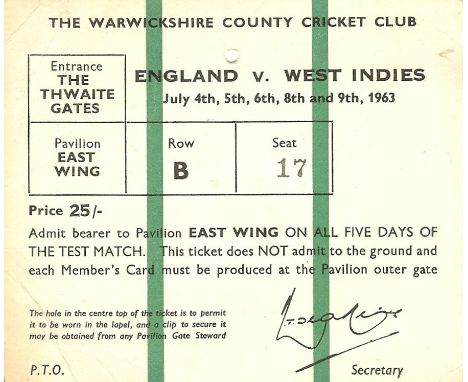 THE WARWICKSHIRE COUNTY CRICKET CLUB
Entrance
THE
THWAITE
GATES
ENGLAND v. WEST INDIES
July 4th, 5th, 6th, 8th and 9th, 1963
Pavilion
EAST
WING
Row
B
Seat
17
Price 25/-
Admit bearer to Pavilion EAST WING ON ALL FIVE DAYS OF
THE TEST MATCH. This ticket does NOT admit to the ground and
each Member's Card must be produced at the Pavilion outer gate
The hole in the centre top of the ticket is to permit
it to be worn in the lapel, and a clip to secure it
may be obtained from any Pavilion Gate Steward
P.T.O.
Secretary